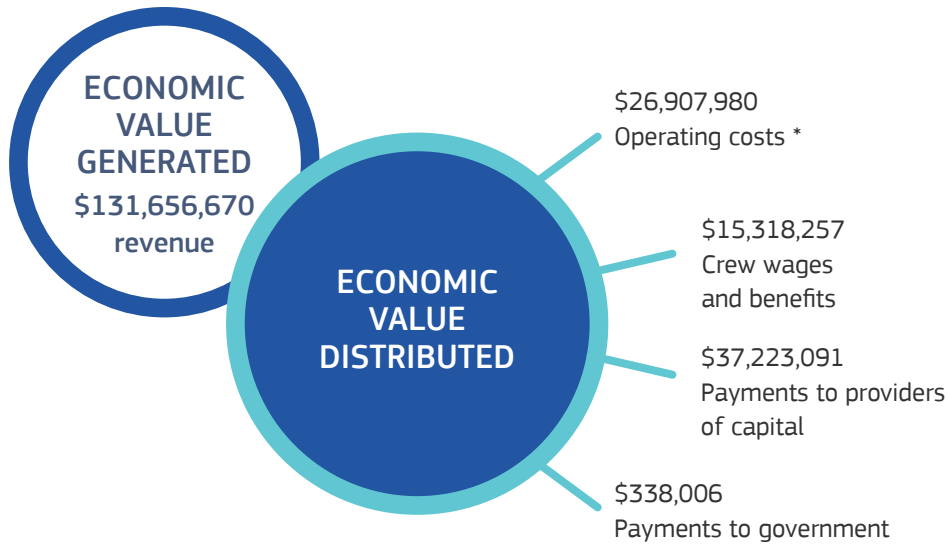 ECONOMIC
VALUE
GENERATED
$131,656,670
revenue
ECONOMIC
VALUE
DISTRIBUTED
$26,907,980
Operating costs *
$15,318,257
Crew wages
and benefits
$37,223,091
Payments to providers
of capital
$338,006
Payments to government